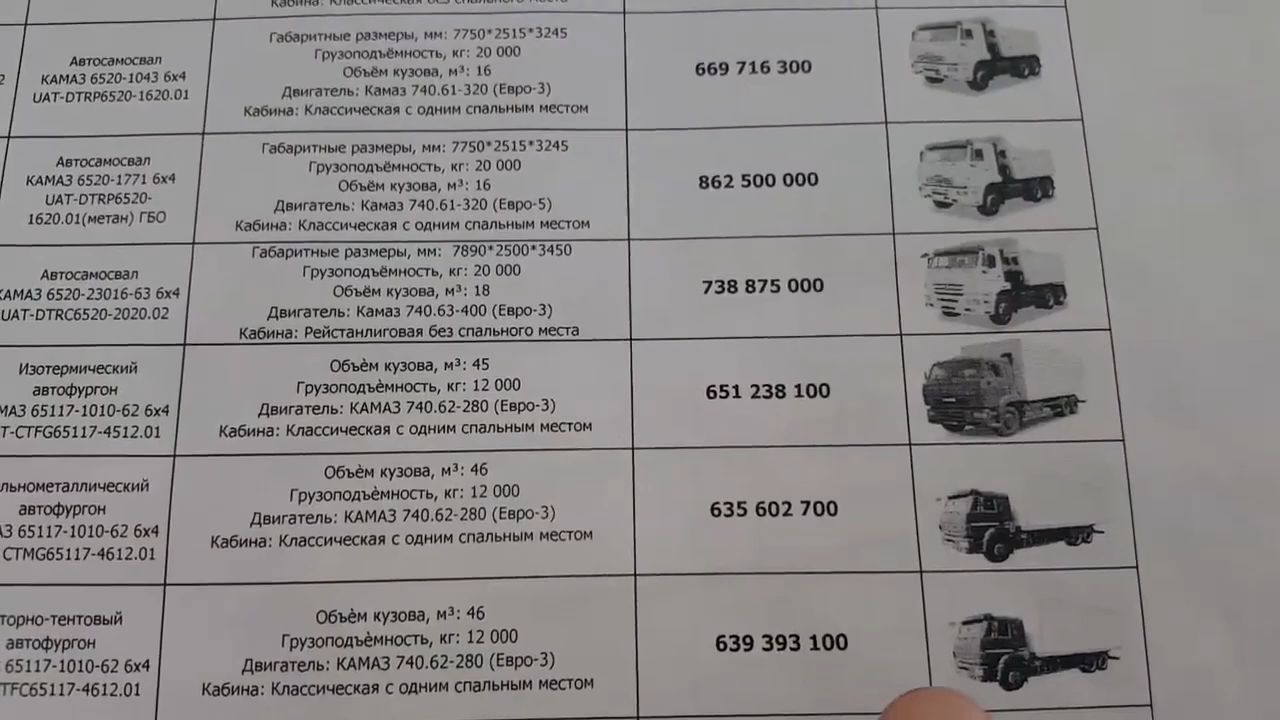 Кабина: Классическая без спального места
2
Автосамосвал
КАМАЗ 6520-1043 6х4
UAT-DTRP6520-1620.01
Габаритные размеры, мм: 7750*2515*3245
Грузоподъёмность, кг: 20 000
Объём кузова, м³: 16
Двигатель: Камаз 740.61-320 (Евро-3)
Кабина: Классическая с одним спальным местом
669 716 300
Автосамосвал
КАМАЗ 6520-1771 6х4
UAT-DTRP6520-
1620.01(метан) ГБО
Габаритные размеры, мм: 7750*2515*3245
Грузоподъёмность, кг: 20 000
Объём кузова, м³: 16
Двигатель: Камаз 740.61-320 (Евро-5)
Кабина: Классическая с одним спальным местом
862 500 000
Автосамосвал
КАМАЗ 6520-23016-63 6х4
UAT-DTRC6520-2020.02
Габаритные размеры, мм: 7890*2500*3450
Грузоподъёмность, кг: 20 000
Объём кузова, м³: 18
Двигатель: Камаз 740.63-400 (Евро-3)
Кабина: Рейстанлиговая без спального места
738 875 000
Изотермический
автофургон
МАЗ 65117-1010-62 6х4
T-CTFG65117-4512.01
Объѐм кузова, м³: 45
Грузоподъѐмность, кг: 12 000
Двигатель: КАМАЗ 740.62-280 (Евро-3)
Кабина: Классическая с одним спальным местом
651 238 100
льнометаллический
автофургон
АЗ 65117-1010-62 6х4
CTMG65117-4612.01
Объѐм кузова, м³: 46
Грузоподъѐмность, кг: 12 000
Двигатель: КАМАЗ 740.62-280 (Евро-3)
Кабина: Классическая с одним спальным местом
635 602 700
торно-тентовый
автофургон
65117-1010-62 6х4
TFC65117-4612.01
Объѐм кузова, м³: 46
Грузоподъѐмность, кг: 12 000
Двигатель: КАМАЗ 740.62-280 (Евро-3)
Кабина: Классическая с одним спальным местом
639 393 100